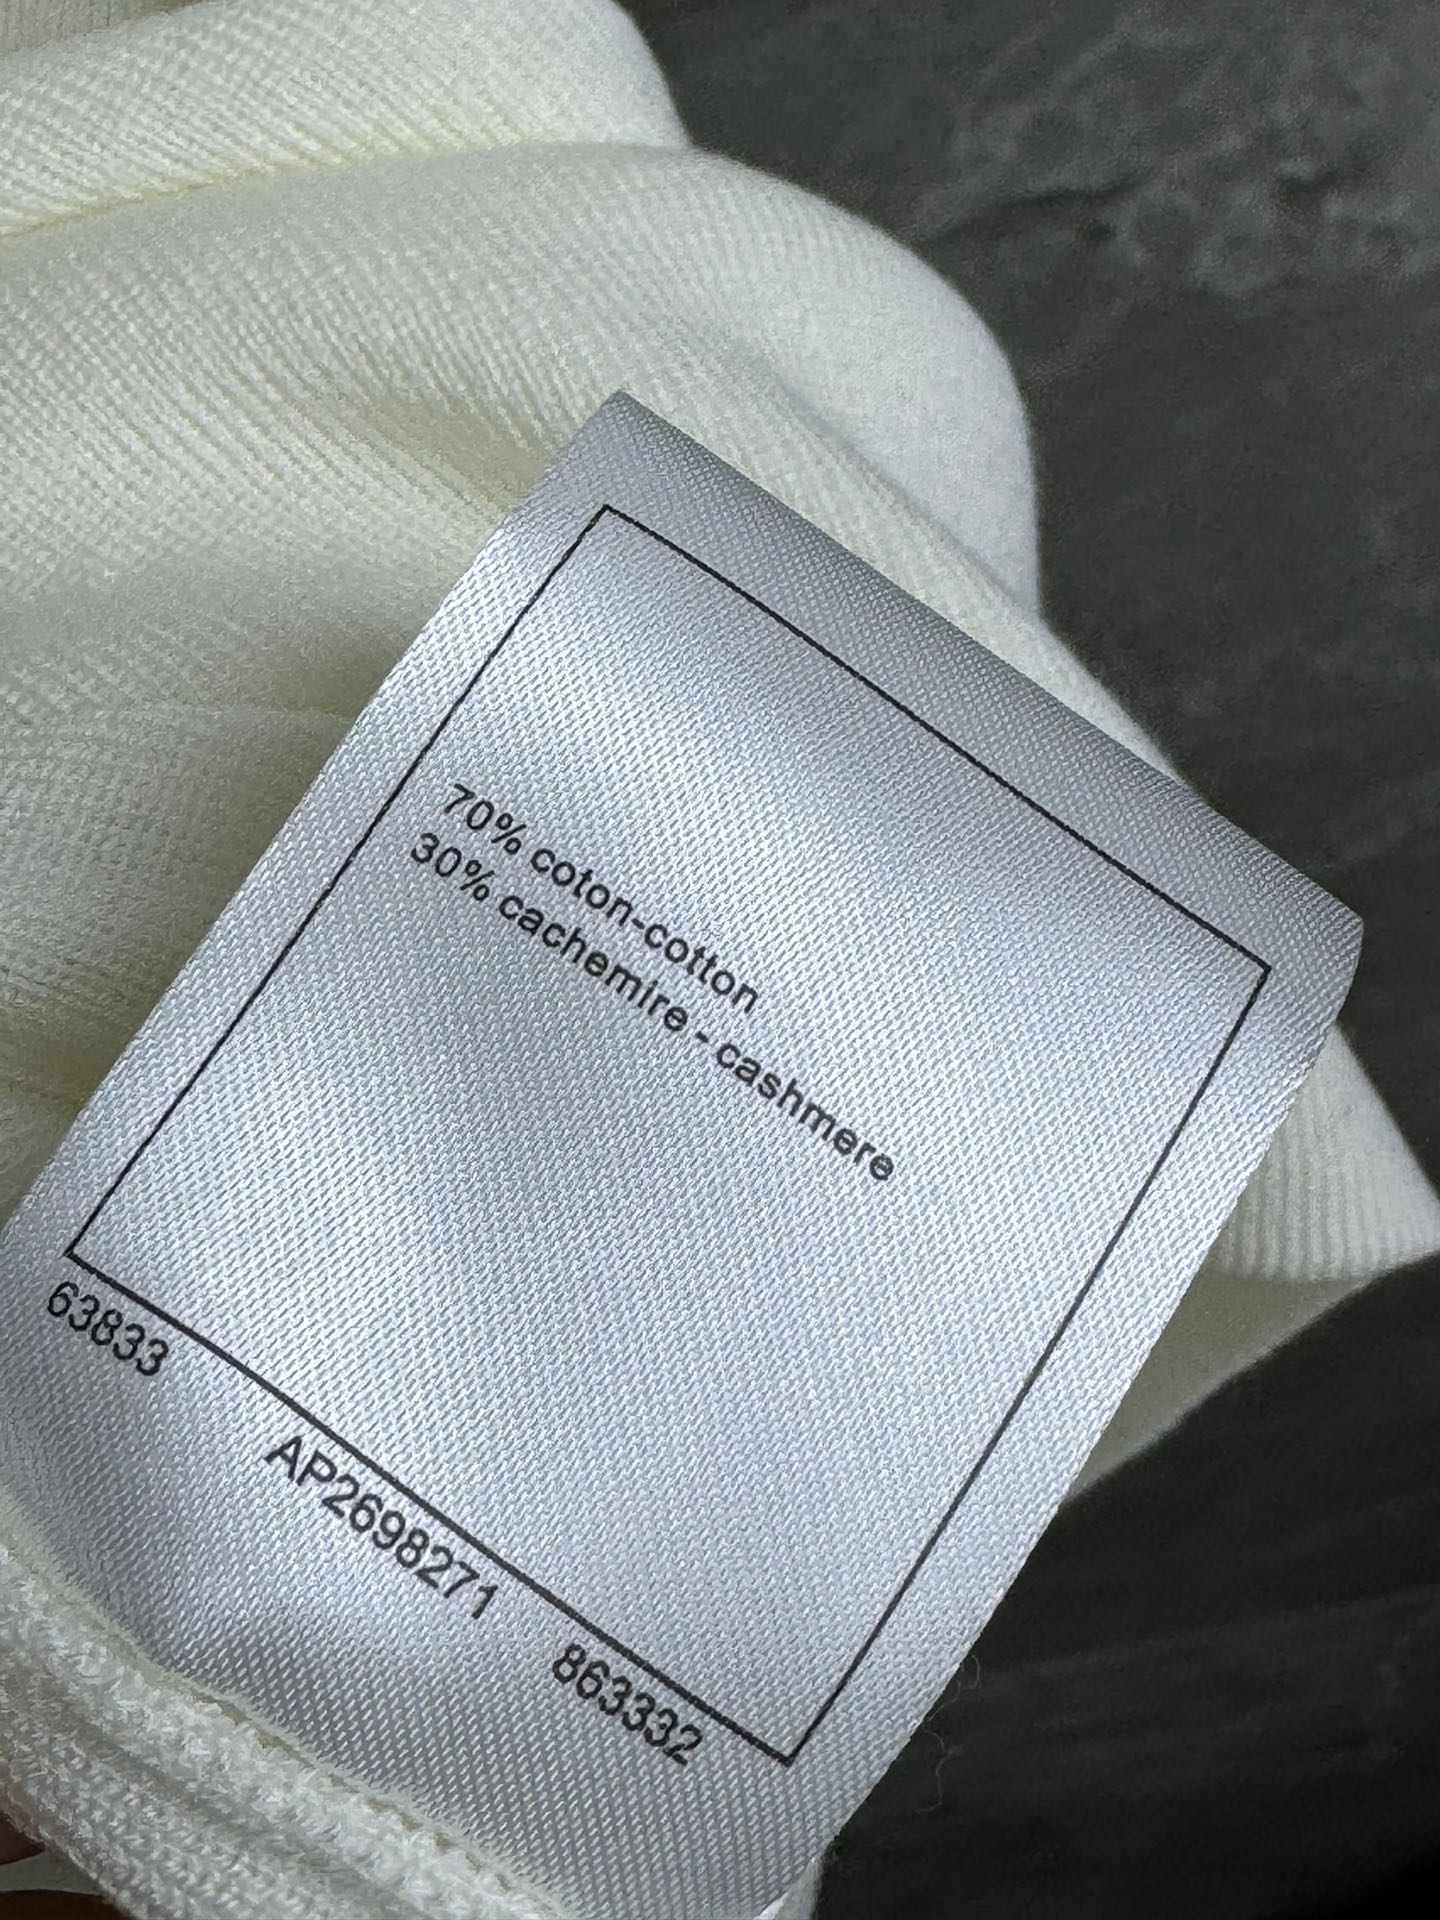 70% coton-cotton
30% cachemire - cashmere
63833 AP2698271 863332